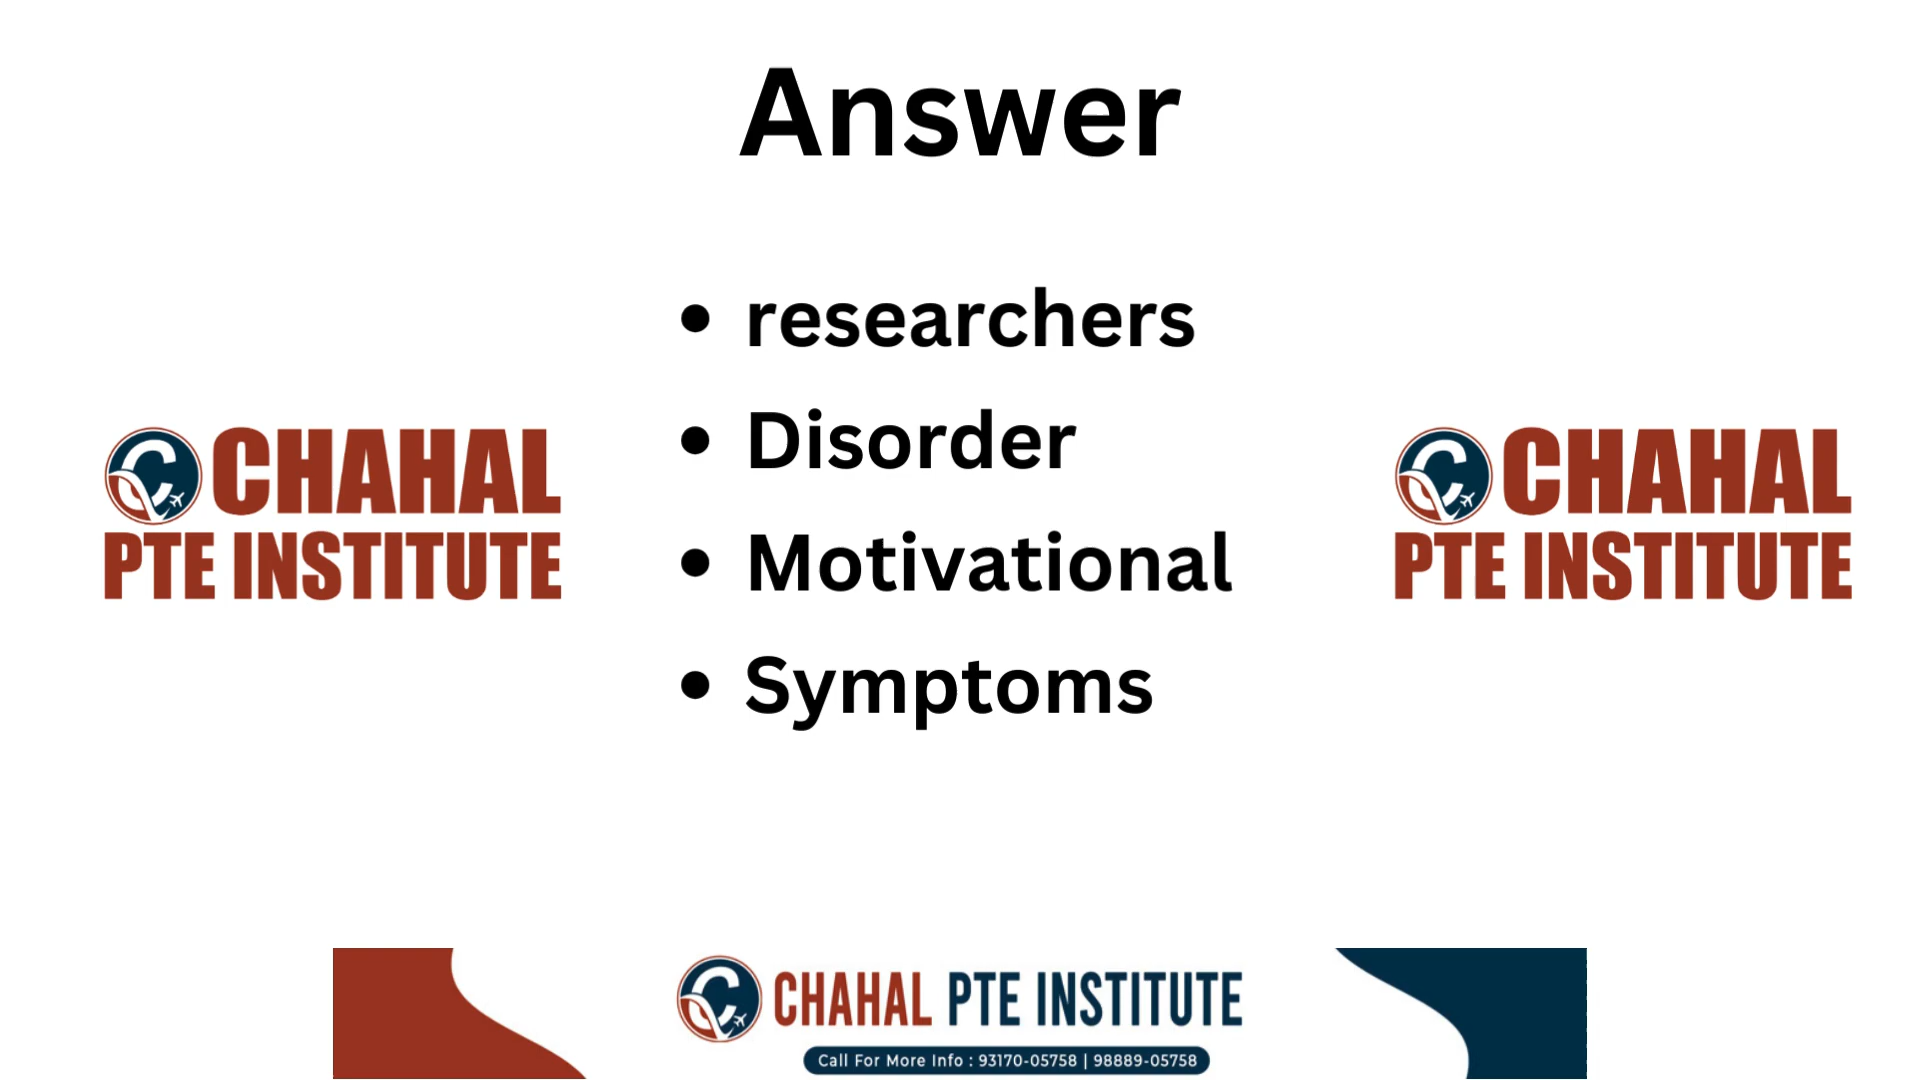 Answer
• researchers
• Disorder
• Motivational
• Symptoms
CHAHAL
PTE INSTITUTE
CHAHAL
PTE INSTITUTE
CHAHAL PTE INSTITUTE
Call For More Info : 93170-05758 | 98889-05758